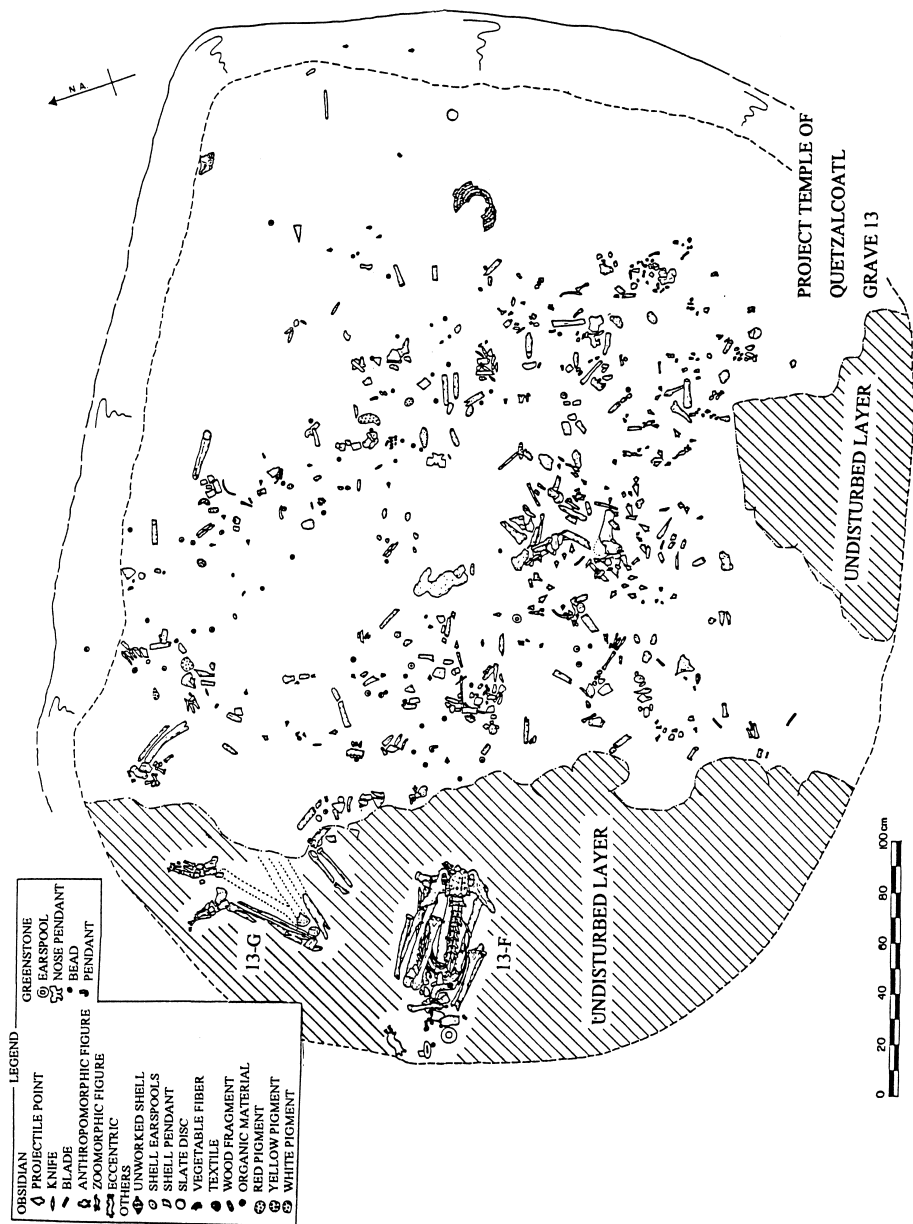 N.A.
PROJECT TEMPLE OF
QUETZALCOATL
GRAVE 13
LEGEND
OBSIDIAN
PROJECTILE POINT
KNIFE
BLADE
ANTHROPOMORPHIC FIGURE
ZOOMORPHIC FIGURE
ECCENTRIC
OTHERS
UNWORKED SHELL
SHELL EARSPOOLS
SHELL PENDANT
SLATE DISC
VEGETABLE FIBER
TEXTILE
WOOD FRAGMENT
ORGANIC MATERIAL
RED PIGMENT
YELLOW PIGMENT
WHITE PIGMENT
GREENSTONE
EARSPOOL
NOSE PENDANT
BEAD
PENDANT
13-G
13-F
UNDISTURBED LAYER
UNDISTURBED LAYER
0 20 40 60 80 100 cm